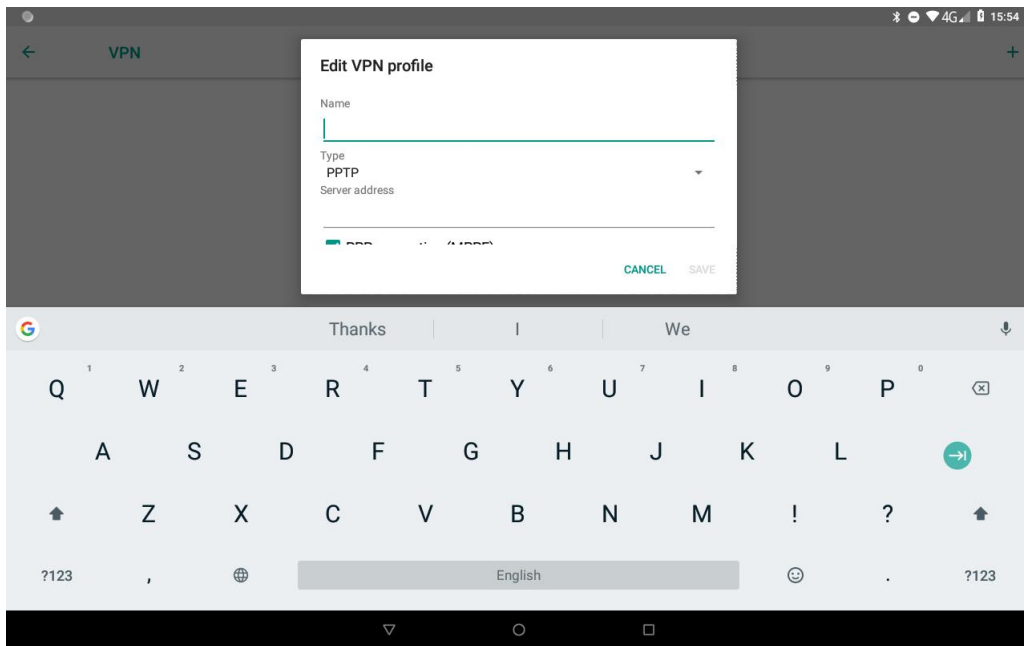 4G 15:54
VPN
+
Edit VPN profile
Name
Type
PPTP
Server address
CANCEL SAVE
G Thanks I We
1 2 3 4 5 6 7 8 9 0
Q W E R T Y U I O P
A S D F G H J K L
Z X C V B N M ! ?
?123 , English . ?123